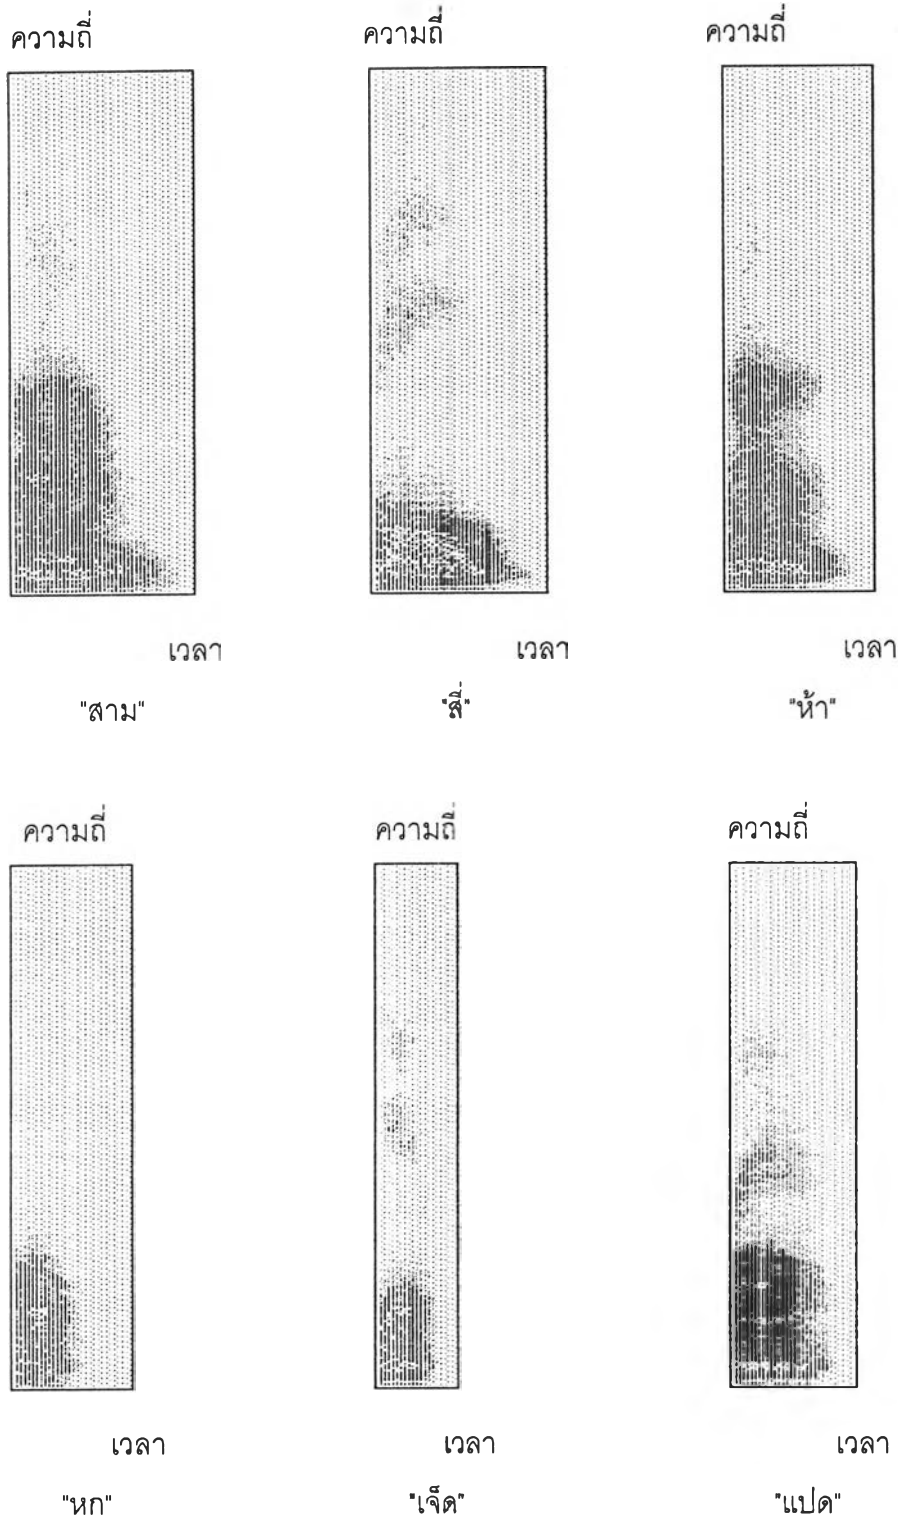 ความถี่ ความถี่ ความถี่
เวลา เวลา เวลา
"สาม" "สี่" "ห้า"
ความถี่ ความถี่ ความถี่
เวลา เวลา เวลา
"หก" "เจ็ด" "แปด"